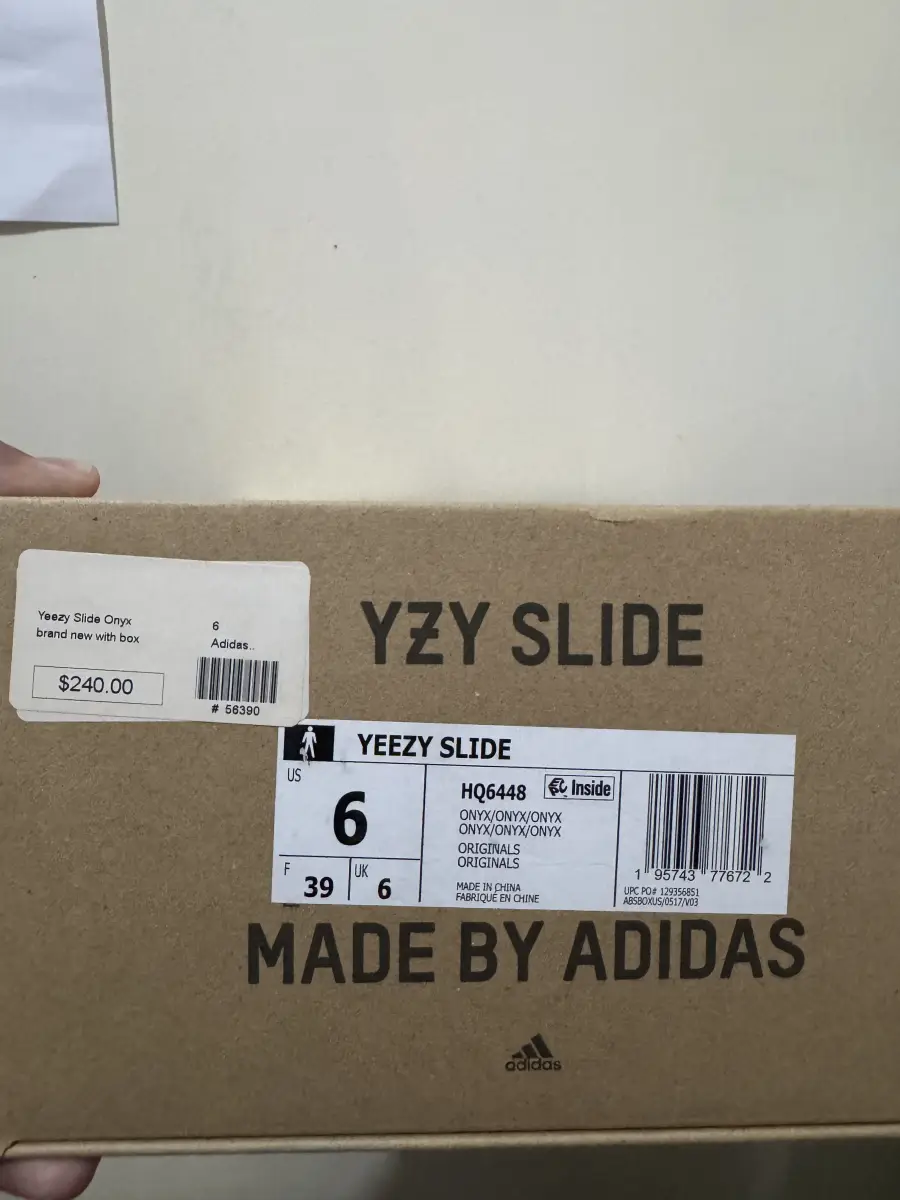 Yeezy Slide Onyx
brand new with box
6
Adidas..
$240.00
# 56390
YZY SLIDE
YEEZY SLIDE
US
6
F
39
UK
6
HQ6448
Inside
ONYX/ONYX/ONYX
ONYX/ONYX/ONYX
ORIGINALS
ORIGINALS
MADE IN CHINA
FABRIQUÉ EN CHINE
1 95743 77672 2
UPC PO# 129356851
ABSBOXUS/0517/V03
MADE BY ADIDAS
adidas